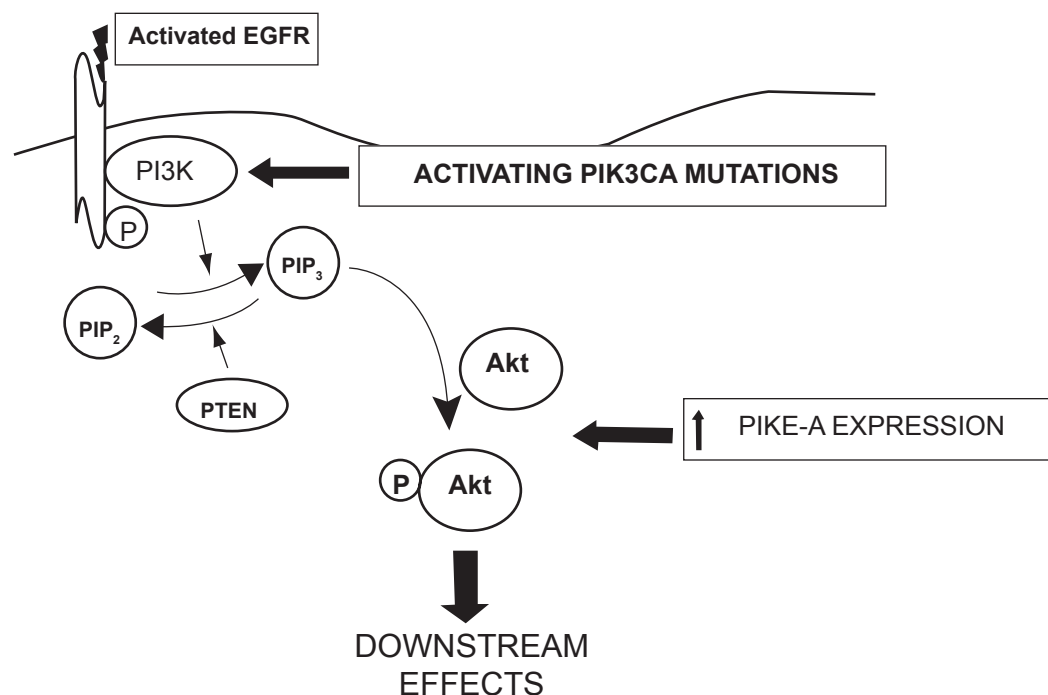 Activated EGFR
PI3K
ACTIVATING PIK3CA MUTATIONS
P
PIP3
PIP2
PTEN
Akt
PIKE-A EXPRESSION
P
Akt
DOWNSTREAM
EFFECTS